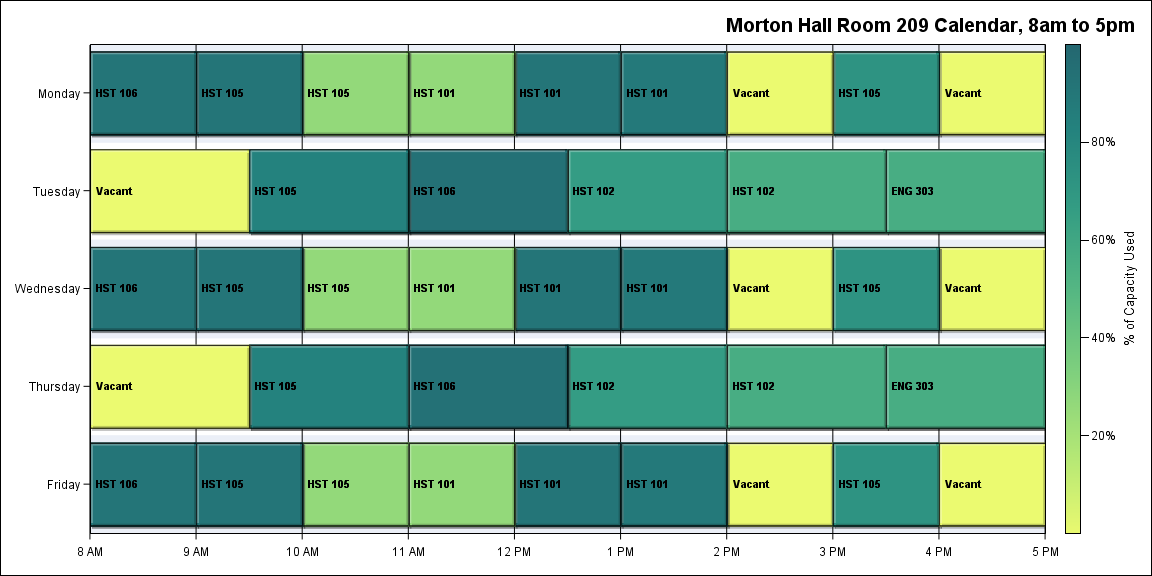 Morton Hall Room 209 Calendar, 8am to 5pm
Monday HST 106 HST 105 HST 105 HST 101 HST 101 HST 101 Vacant HST 105 Vacant
Tuesday Vacant HST 105 HST 106 HST 102 HST 102 ENG 303
Wednesday HST 106 HST 105 HST 105 HST 101 HST 101 HST 101 Vacant HST 105 Vacant
Thursday Vacant HST 105 HST 106 HST 102 HST 102 ENG 303
Friday HST 106 HST 105 HST 105 HST 101 HST 101 HST 101 Vacant HST 105 Vacant
8 AM 9 AM 10 AM 11 AM 12 PM 1 PM 2 PM 3 PM 4 PM 5 PM
80%
60%
40%
20%
% of Capacity Used